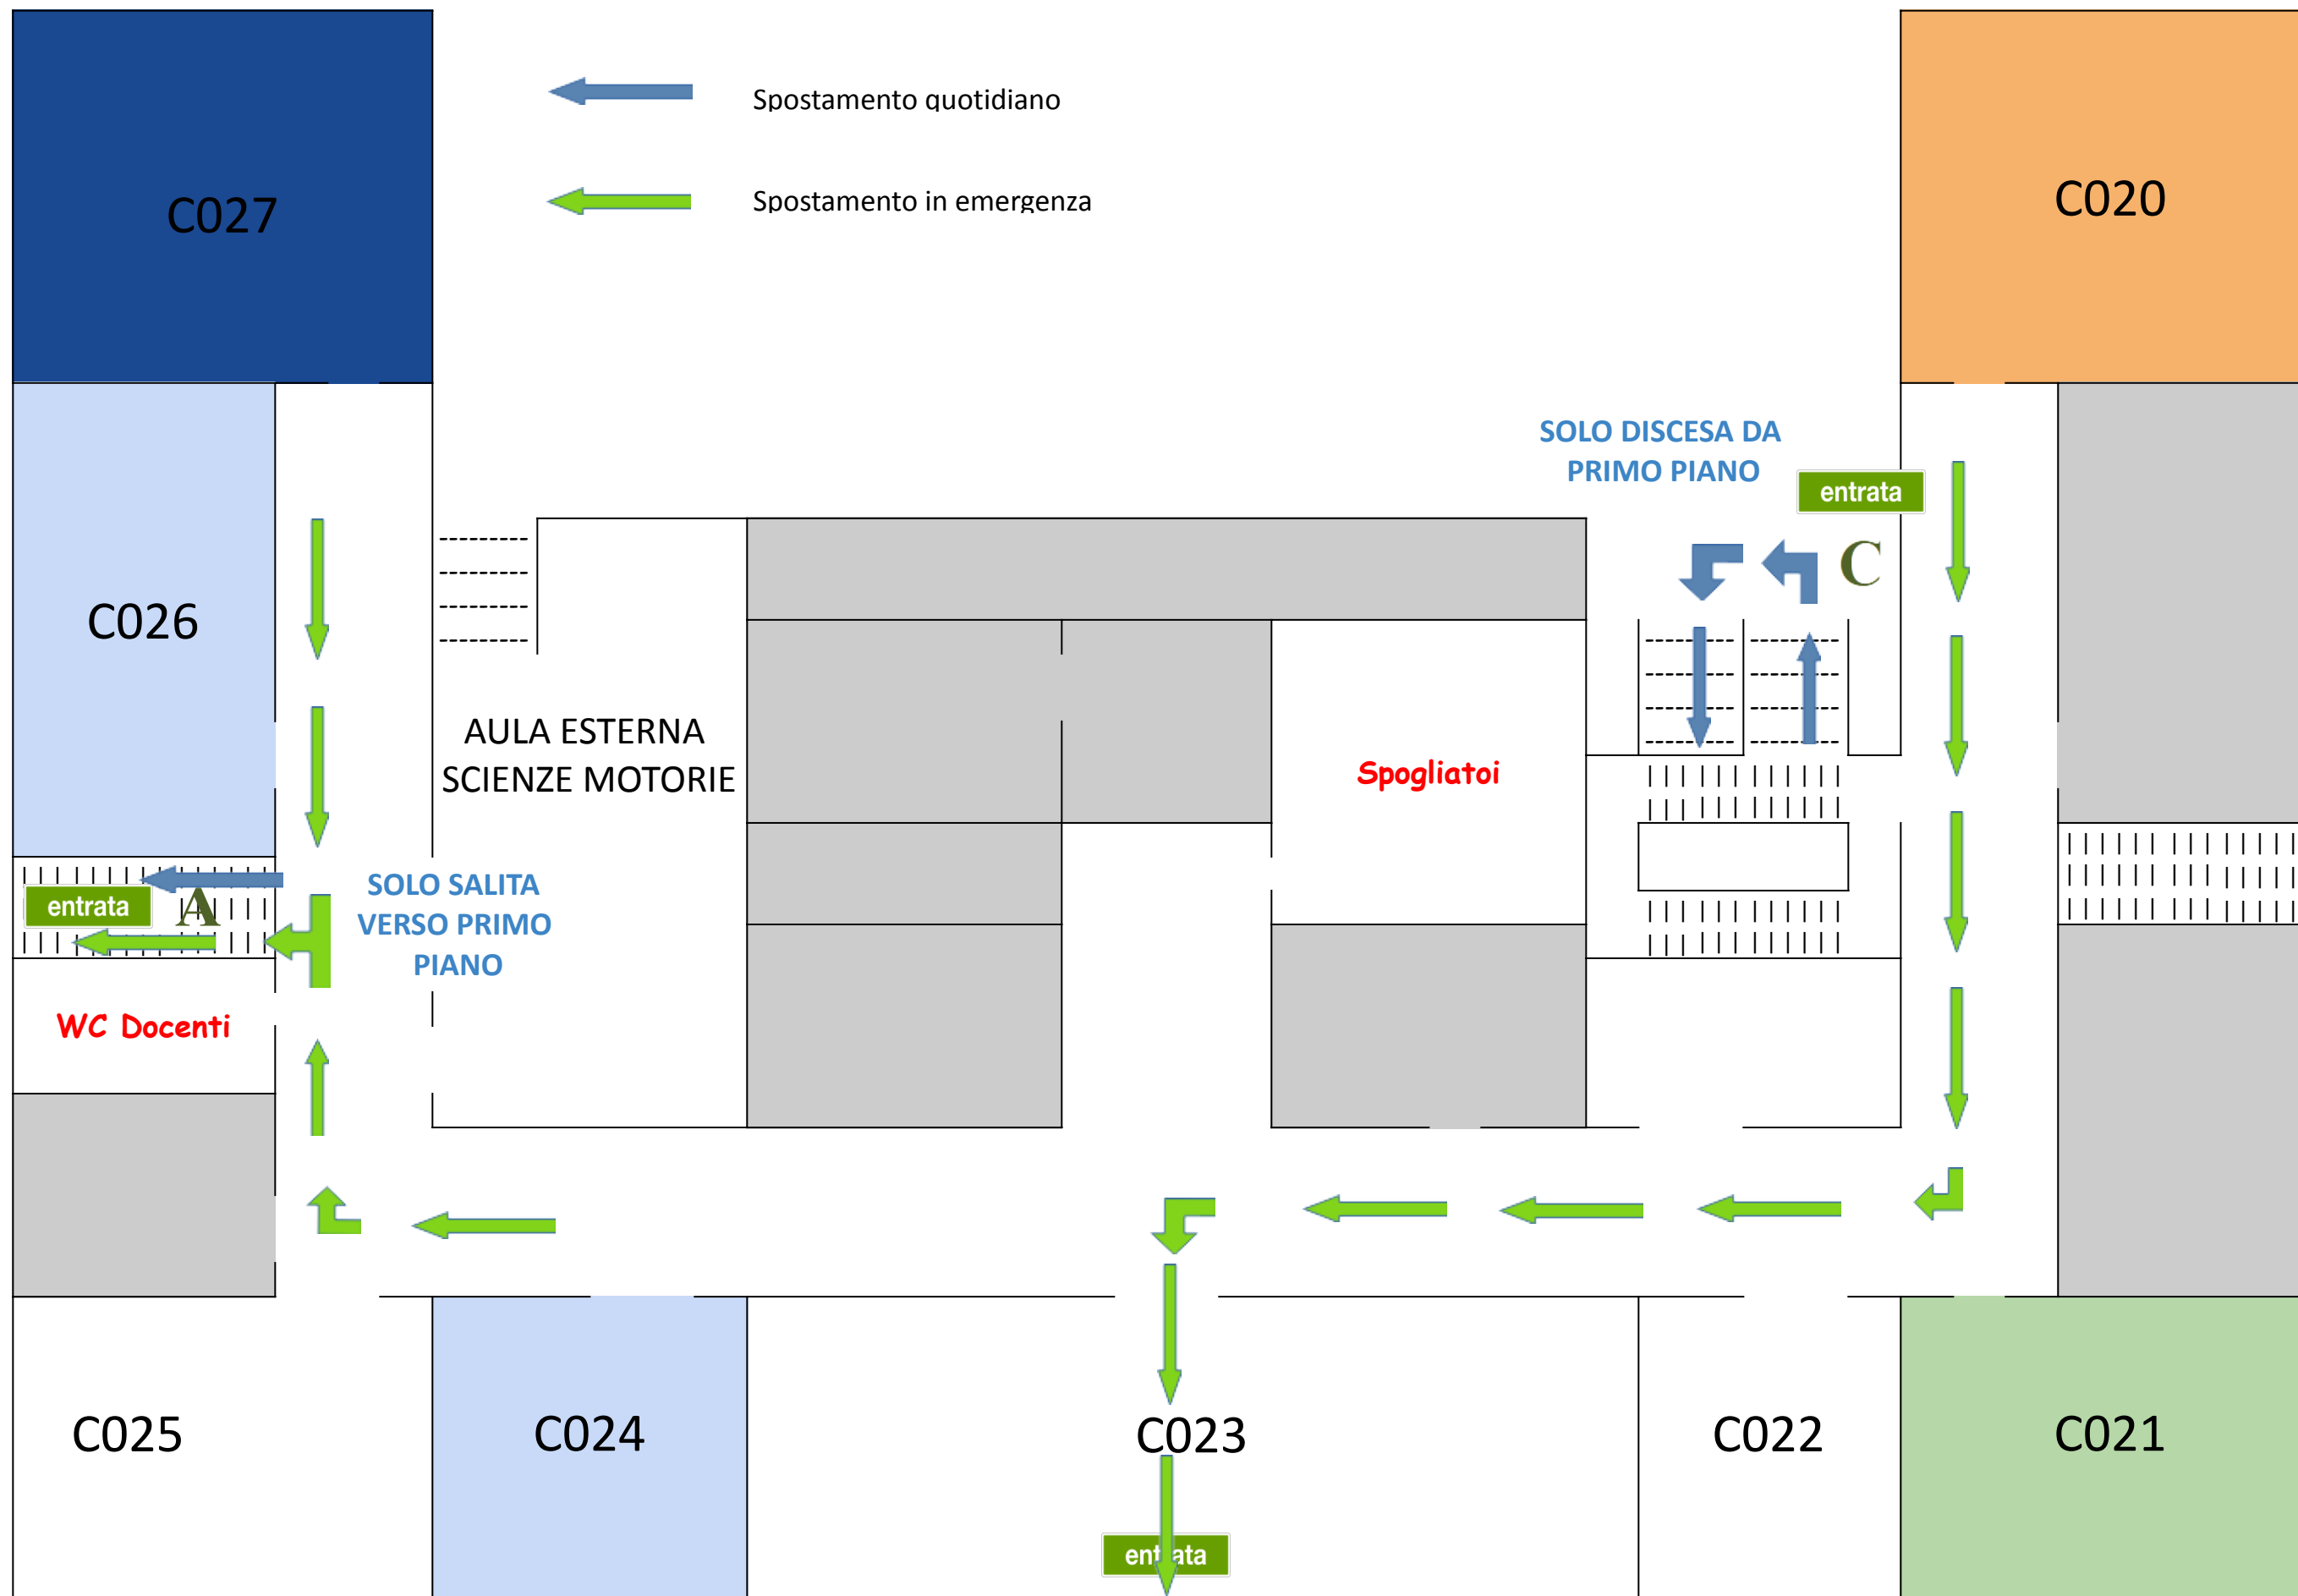 Spostamento quotidiano
Spostamento in emergenza
C027
C020
SOLO DISCESA DA
PRIMO PIANO
entrata
C
C026
AULA ESTERNA
SCIENZE MOTORIE
Spogliatoi
SOLO SALITA
VERSO PRIMO
PIANO
entrata
A
WC Docenti
C025
C024
C023
C022
C021
entrata